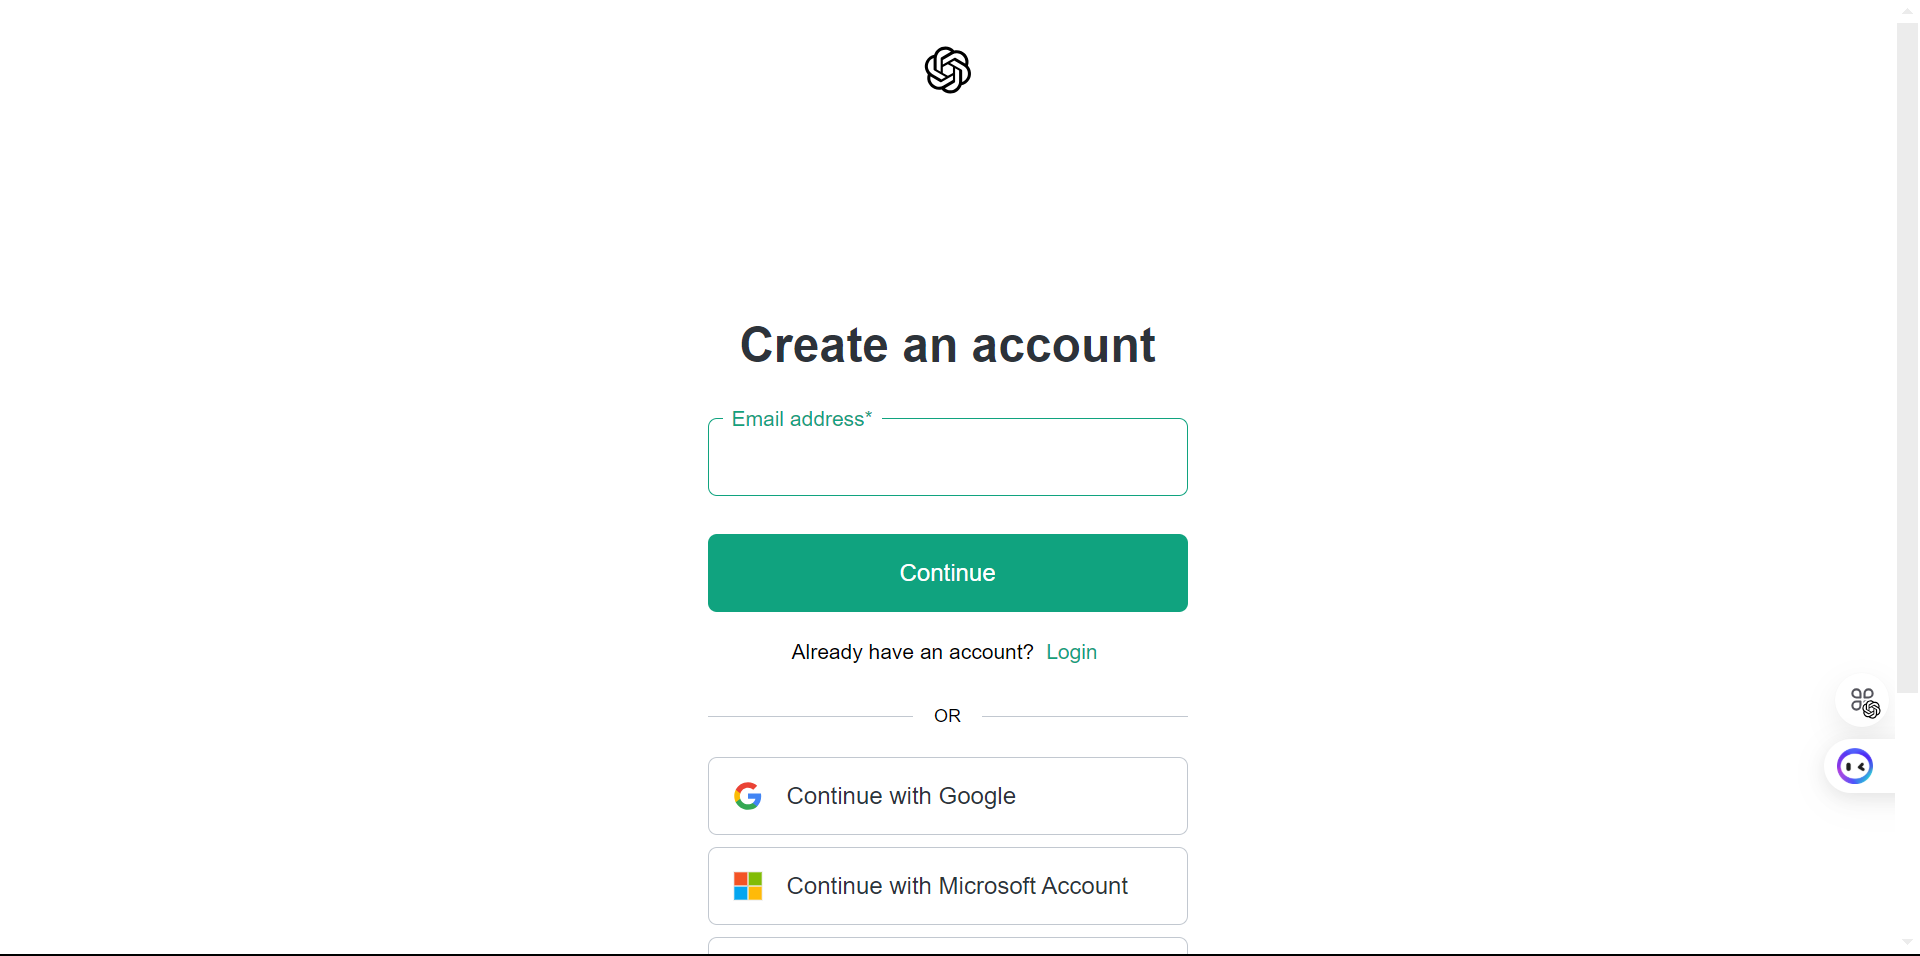 Create an account
Email address*
Continue
Already have an account? Login
OR
Continue with Google
Continue with Microsoft Account